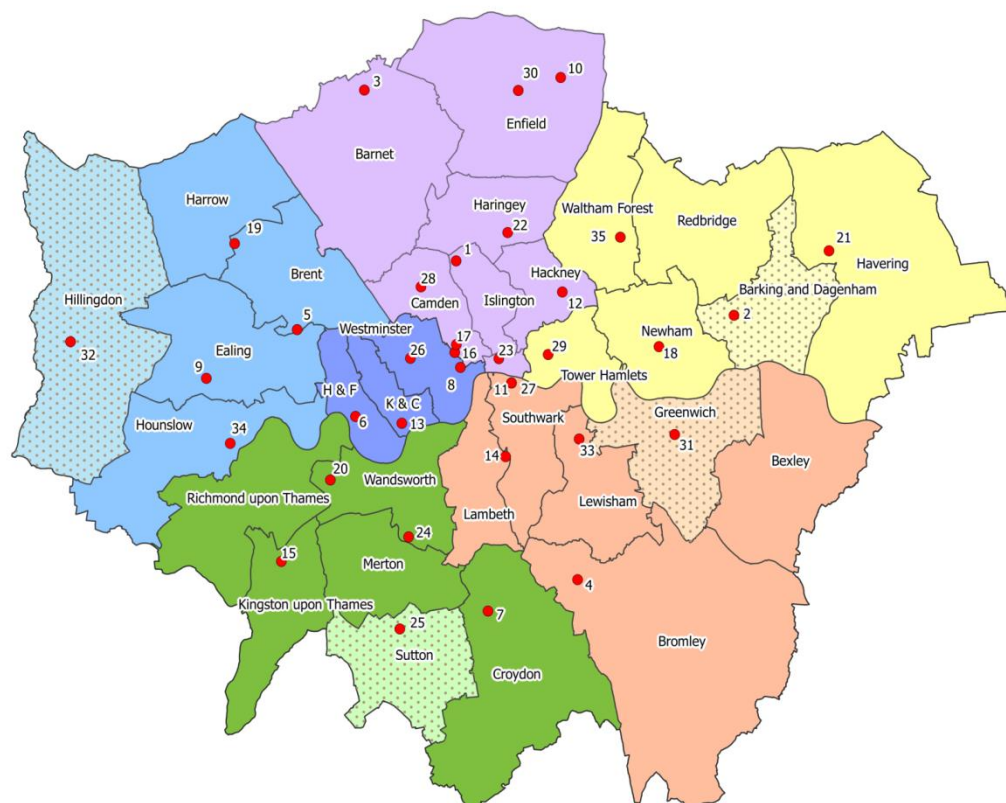 10
3
30
Enfield
Barnet
Haringey
Harrow
Waltham Forest
Redbridge
22
35
19
21
1
Havering
Hackney
Brent
28
Hillingdon
Camden
Islington
12
Barking and Dagenham
5
Westminster
2
Newham
17
16
18
32
Ealing
26
23
29
9
8
Tower Hamlets
H & F
K & C
11
27
Southwark
Greenwich
Hounslow
6
13
34
33
31
14
Bexley
20
Wandsworth
Richmond upon Thames
Lewisham
Lambeth
24
15
Merton
4
Kingston upon Thames
7
25
Bromley
Sutton
Croydon